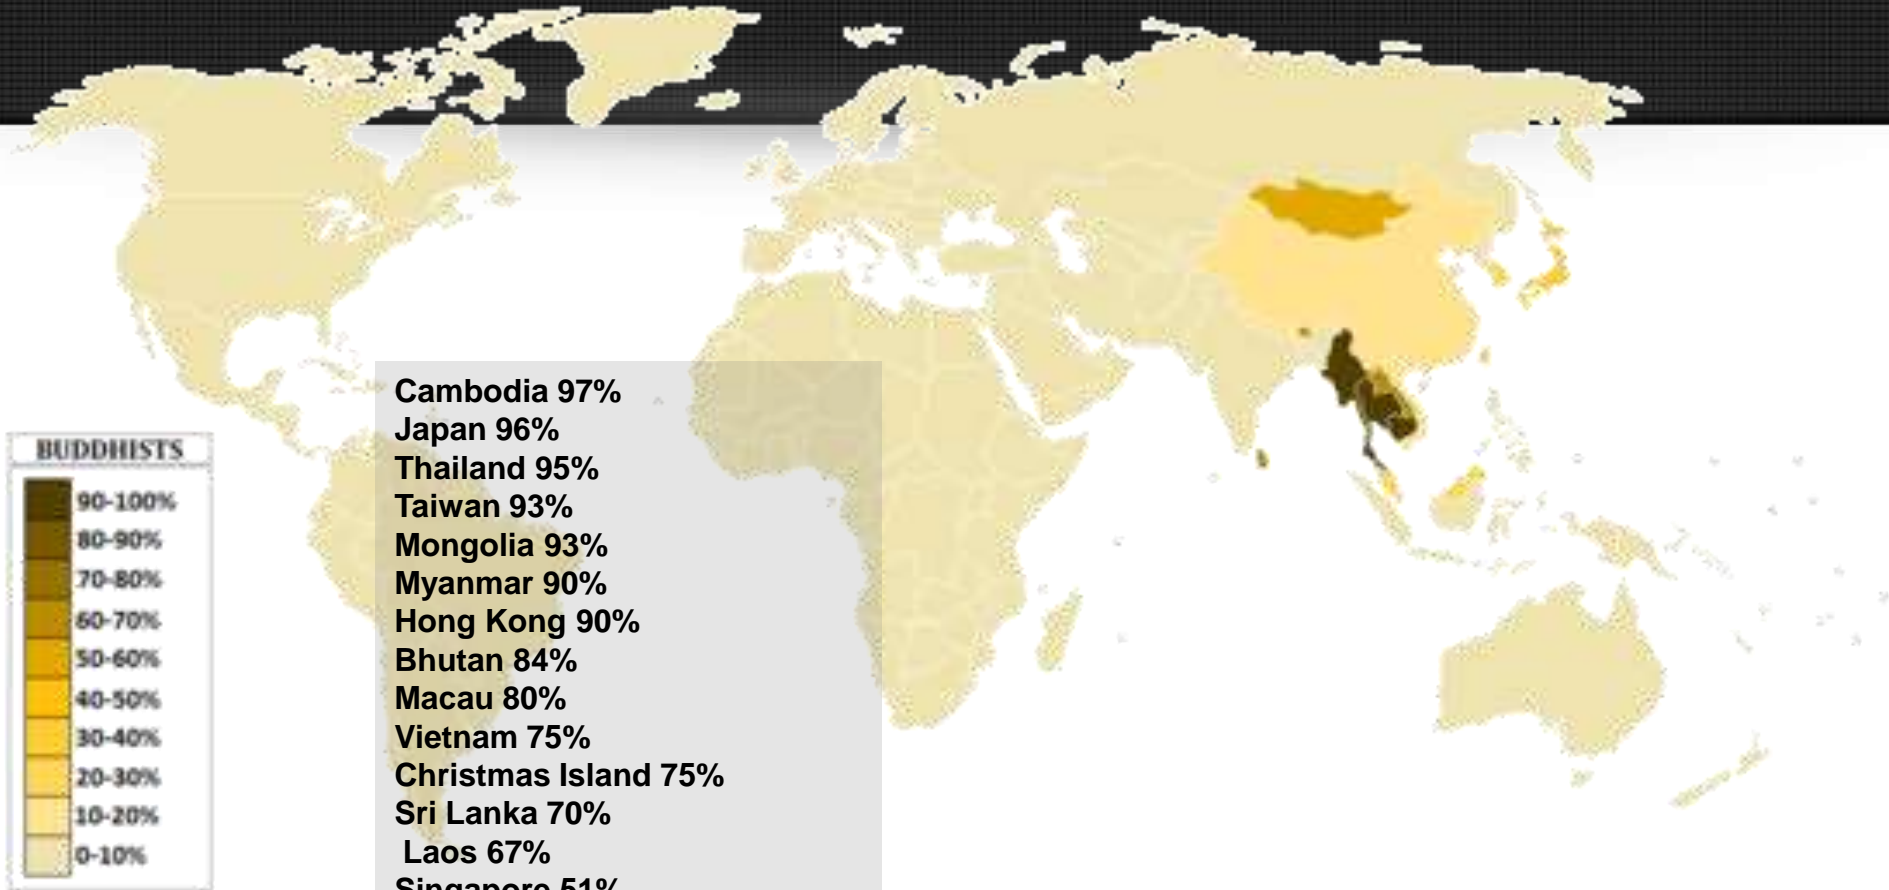 Cambodia 97%
Japan 96%
Thailand 95%
Taiwan 93%
Mongolia 93%
Myanmar 90%
Hong Kong 90%
Bhutan 84%
Macau 80%
Vietnam 75%
Christmas Island 75%
Sri Lanka 70%
Laos 67%
Singapore 51%
BUDDHISTS
90-100%
80-90%
70-80%
60-70%
50-60%
40-50%
30-40%
20-30%
10-20%
0-10%